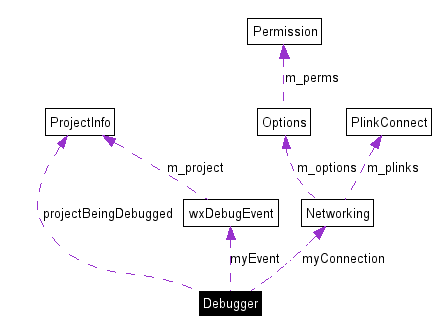 Permission
m_perms
ProjectInfo
Options
PlinkConnect
m_project
m_options
m_plinks
projectBeingDebugged
wxDebugEvent
Networking
myEvent
myConnection
Debugger